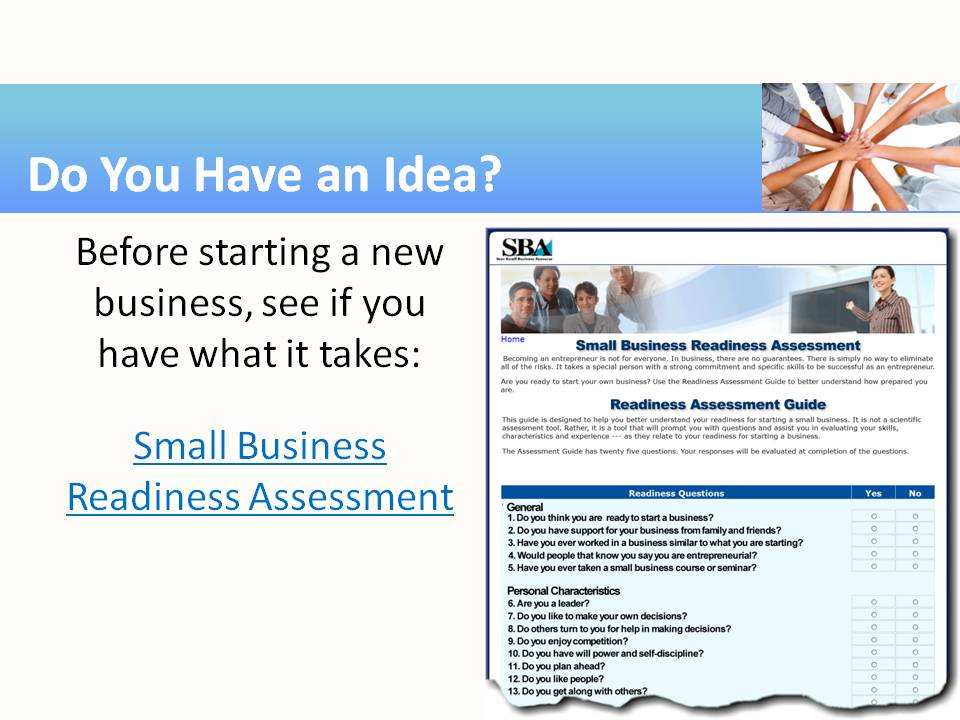 Do You Have an Idea?
Before starting a new
business, see if you
have what it takes:
Small Business
Readiness Assessment
SBA
Your Small Business Resource
Home
Small Business Readiness Assessment
Becoming an entrepreneur is not for everyone. In business, there are no guarantees. There is simply no way to eliminate
all of the risks. It takes a special person with a strong commitment and specific skills to be successful as an entrepreneur.
Are you ready to start your own business? Use the Readiness Assessment Guide to better understand how prepared you
are.
Readiness Assessment Guide
This guide is designed to help you better understand your readiness for starting a small business. It is not a scientific
assessment tool. Rather, it is a tool that will prompt you with questions and assist you in evaluating your skills,
characteristics and experience --- as they relate to your readiness for starting a business.
The Assessment Guide has twenty five questions. Your responses will be evaluated at completion of the questions.
Readiness Questions Yes No
General
1. Do you think you are ready to start a business?
2. Do you have support for your business from family and friends?
3. Have you ever worked in a business similar to what you are starting?
4. Would people that know you say you are entrepreneurial?
5. Have you ever taken a small business course or seminar?
Personal Characteristics
6. Are you a leader?
7. Do you like to make your own decisions?
8. Do others turn to you for help in making decisions?
9. Do you enjoy competition?
10. Do you have will power and self-discipline?
11. Do you plan ahead?
12. Do you like people?
13. Do you get along with others?